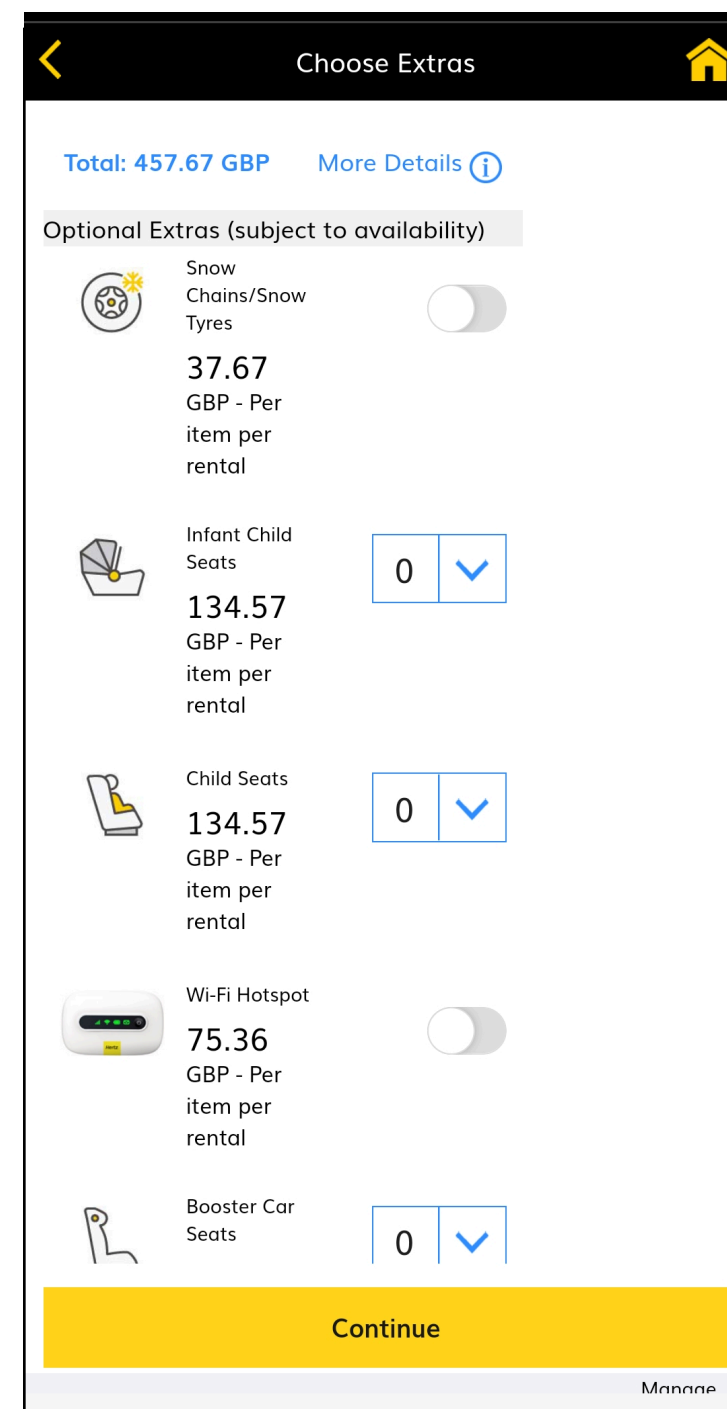 Choose Extras
Total: 457.67 GBP More Details
Optional Extras (subject to availability)
Snow
Chains/Snow
Tyres
37.67
GBP - Per
item per
rental
Infant Child
Seats
0
134.57
GBP - Per
item per
rental
Child Seats
0
134.57
GBP - Per
item per
rental
Wi-Fi Hotspot
Hertz
75.36
GBP - Per
item per
rental
Booster Car
Seats
0
Continue
Manage